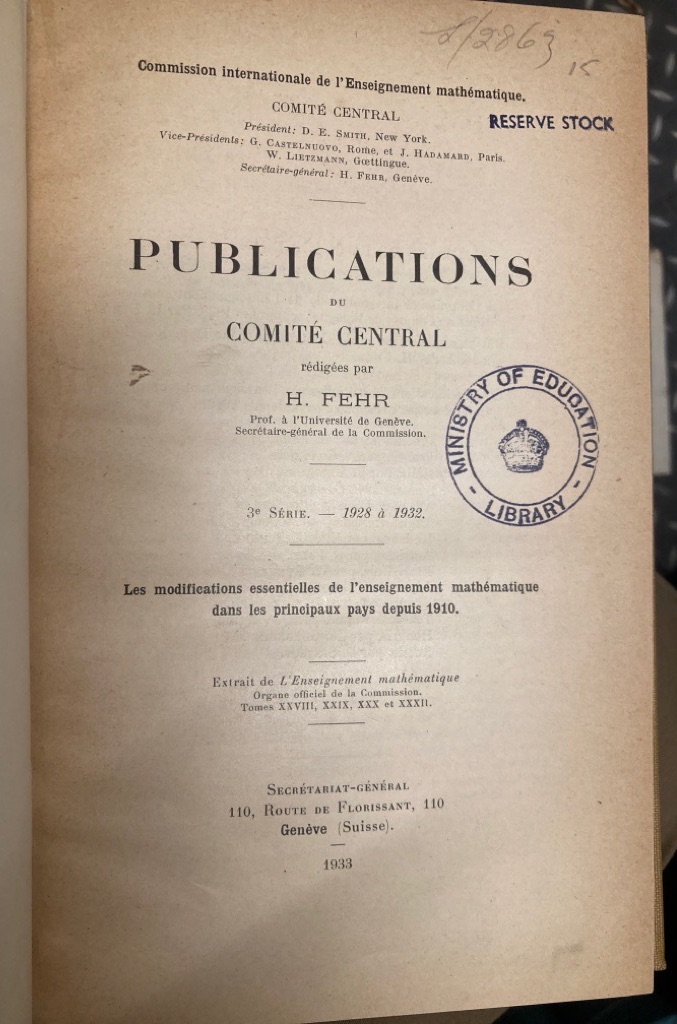 1/2863
15
Commission internationale de l'Enseignement mathématique.
COMITÉ CENTRAL
RESERVE STOCK
Président: D. E. SMITH, New York.
Vice-Présidents: G. CASTELNUOVO, Rome, et J. HADAMARD, Paris.
W. LIETZMANN, Gœttingue.
Secrétaire-général: H. FEHR, Genève.
PUBLICATIONS
DU
COMITÉ CENTRAL
rédigées par
H. FEHR
Prof. à l'Université de Genève.
Secrétaire-général de la Commission.
MINISTRY OF EDUCATION
- LIBRARY -
3e SÉRIE. — 1928 à 1932.
Les modifications essentielles de l'enseignement mathématique
dans les principaux pays depuis 1910.
Extrait de L'Enseignement mathématique
Organe officiel de la Commission.
Tomes XXVIII, XXIX, XXX et XXXII.
SECRÉTARIAT-GÉNÉRAL
110, ROUTE DE FLORISSANT, 110
Genève (Suisse).
1933